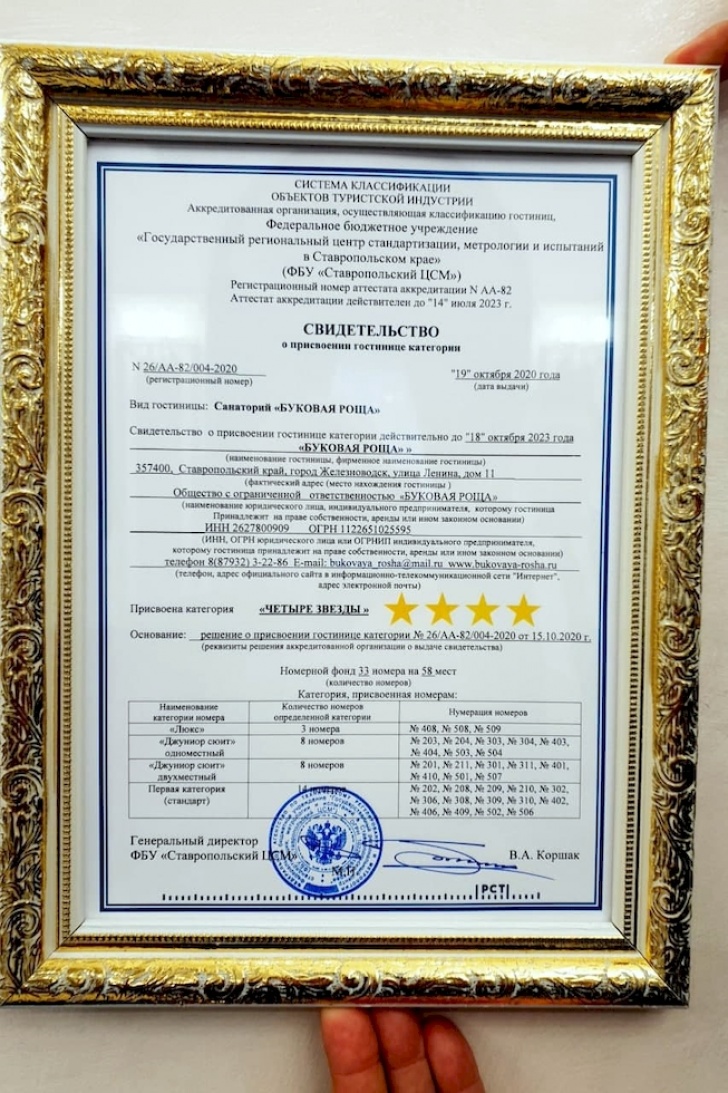 СИСТЕМА КЛАССИФИКАЦИИ
ОБЪЕКТОВ ТУРИСТСКОЙ ИНДУСТРИИ
Аккредитованная организация, осуществляющая классификацию гостиниц,
Федеральное бюджетное учреждение
«Государственный региональный центр стандартизации, метрологии и испытаний
в Ставропольском крае»
(ФБУ «Ставропольский ЦСМ»)
Регистрационный номер аттестата аккредитации N АА-82
Аттестат аккредитации действителен до "14" июля 2023 г.
СВИДЕТЕЛЬСТВО
о присвоении гостинице категории
N 26/АА-82/004-2020 "19" октября 2020 года
(регистрационный номер) (дата выдачи)
Вид гостиницы: Санаторий «БУКОВАЯ РОЩА»
Свидетельство о присвоении гостинице категории действительно до "18" октября 2023 года
«БУКОВАЯ РОЩА» »
(наименование гостиницы, фирменное наименование гостиницы)
357400, Ставропольский край, город Железноводск, улица Ленина, дом 11
(фактический адрес (место нахождения гостиницы )
Общество с ограниченной ответственностью «БУКОВАЯ РОЩА»
(наименование юридического лица, индивидуального предпринимателя, которому гостиница
Принадлежит на праве собственности, аренды или ином законном основании)
ИНН 2627800909 ОГРН 1122651025595
(ИНН, ОГРН юридического лица или ОГРНИП индивидуального предпринимателя,
которому гостиница принадлежит на праве собственности, аренды или ином законном основании)
телефон 8(87932) 3-22-86 E-mail: bukovaya_rosha@mail.ru www.bukovaya-rosha.ru
(телефон, адрес официального сайта в информационно-телекоммуникационной сети "Интернет",
адрес электронной почты)
Присвоена категория «ЧЕТЫРЕ ЗВЕЗДЫ »
Основание: решение о присвоении гостинице категории № 26/АА-82/004-2020 от 15.10.2020 г.
(реквизиты решения аккредитованной организации о выдаче свидетельства)
Номерной фонд 33 номера на 58 мест
(количество номеров)
Категория, присвоенная номерам:
Наименование Количество номеров Нумерация номеров
категории номера определенной категории
«Люкс» 3 номера № 408, № 508, № 509
«Джуниор сюит» 8 номеров № 203, № 204, № 303, № 304, № 403,
одноместный № 404, № 503, № 504
«Джуниор сюит» 8 номеров № 201, № 211, № 301, № 311, № 401,
двухместный № 410, № 501, № 507
Первая категория 14 номеров № 202, № 208, № 209, № 210, № 302,
(стандарт) № 306, № 308, № 309, № 310, № 402,
№ 406, № 409, № 502, № 506
Генеральный директор
ФБУ «Ставропольский ЦСМ» В.А. Коршак
М.П.
РСТ